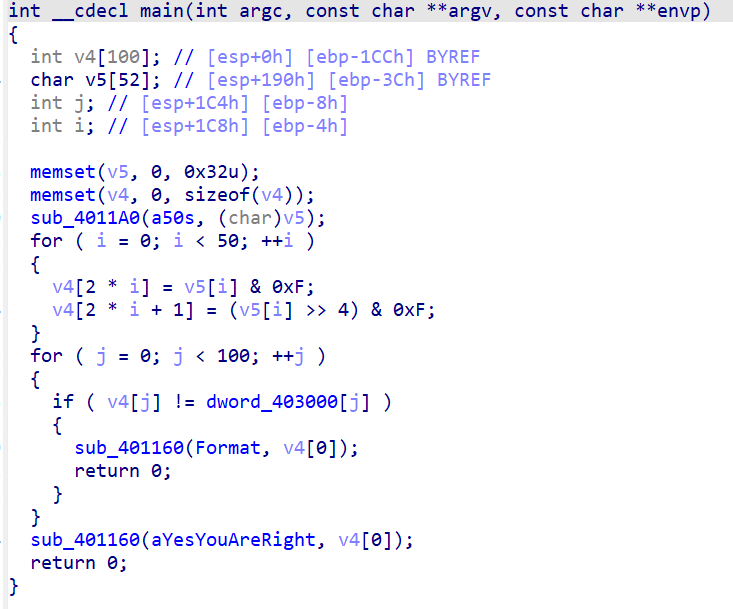 int __cdecl main(int argc, const char **argv, const char **envp)
{
  int v4[100]; // [esp+0h] [ebp-1CCh] BYREF
  char v5[52]; // [esp+190h] [ebp-3Ch] BYREF
  int j; // [esp+1C4h] [ebp-8h]
  int i; // [esp+1C8h] [ebp-4h]

  memset(v5, 0, 0x32u);
  memset(v4, 0, sizeof(v4));
  sub_4011A0(a50s, (char)v5);
  for ( i = 0; i < 50; ++i )
  {
    v4[2 * i] = v5[i] & 0xF;
    v4[2 * i + 1] = (v5[i] >> 4) & 0xF;
  }
  for ( j = 0; j < 100; ++j )
  {
    if ( v4[j] != dword_403000[j] )
    {
      sub_401160(Format, v4[0]);
      return 0;
    }
  }
  sub_401160(aYesYouAreRight, v4[0]);
  return 0;
}